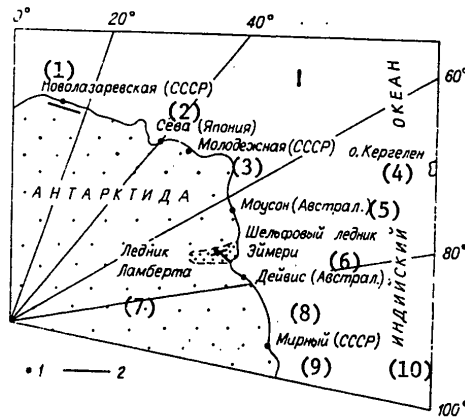 0° 20° 40°
(1)
Новолазаревская (СССР)
(2)
Сёва (Япония)
Молодежная (СССР)
(3)
60°
ОКЕАН
о. Кергелен
(4)
АНТАРКТИДА
Моусон (Австрал.) (5)
Шельфовый ледник
Эймери
(6)
Ледник
Ламберта
80°
Дейвис (Австрал.)
(7)
(8)
ИНДИЙСКИЙ
Мирный (СССР)
(9) (10)
• 1 — 2
100°